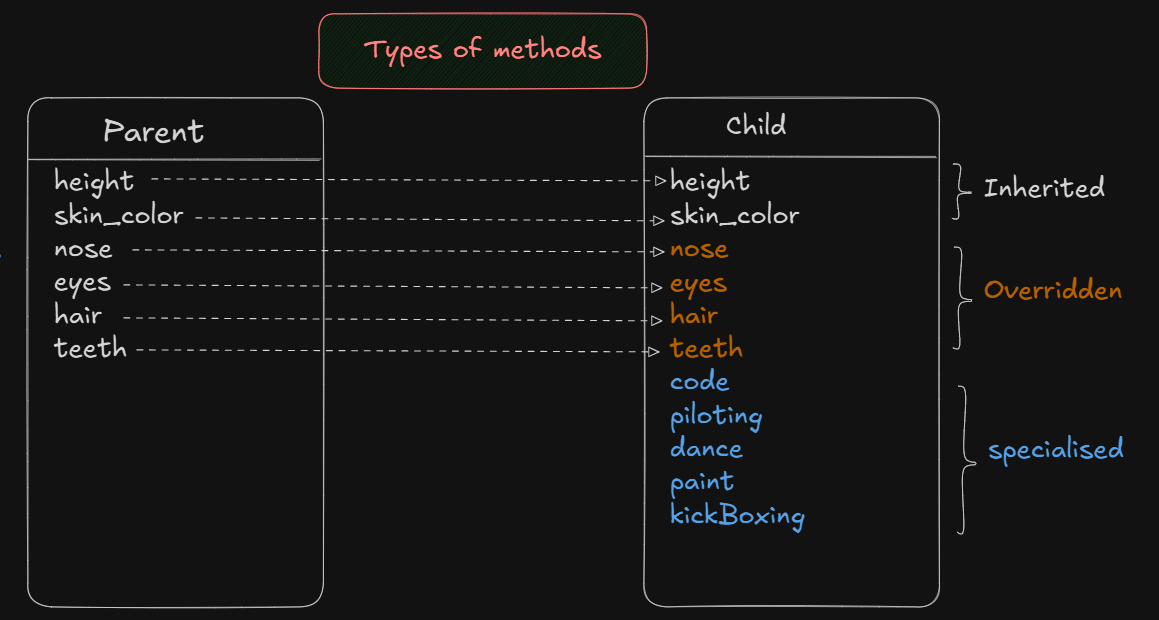 Types of methods
Parent
height
skin_color
nose
eyes
hair
teeth
Child
height
skin_color
nose
eyes
hair
teeth
code
piloting
dance
paint
kickBoxing
Inherited
Overridden
specialised